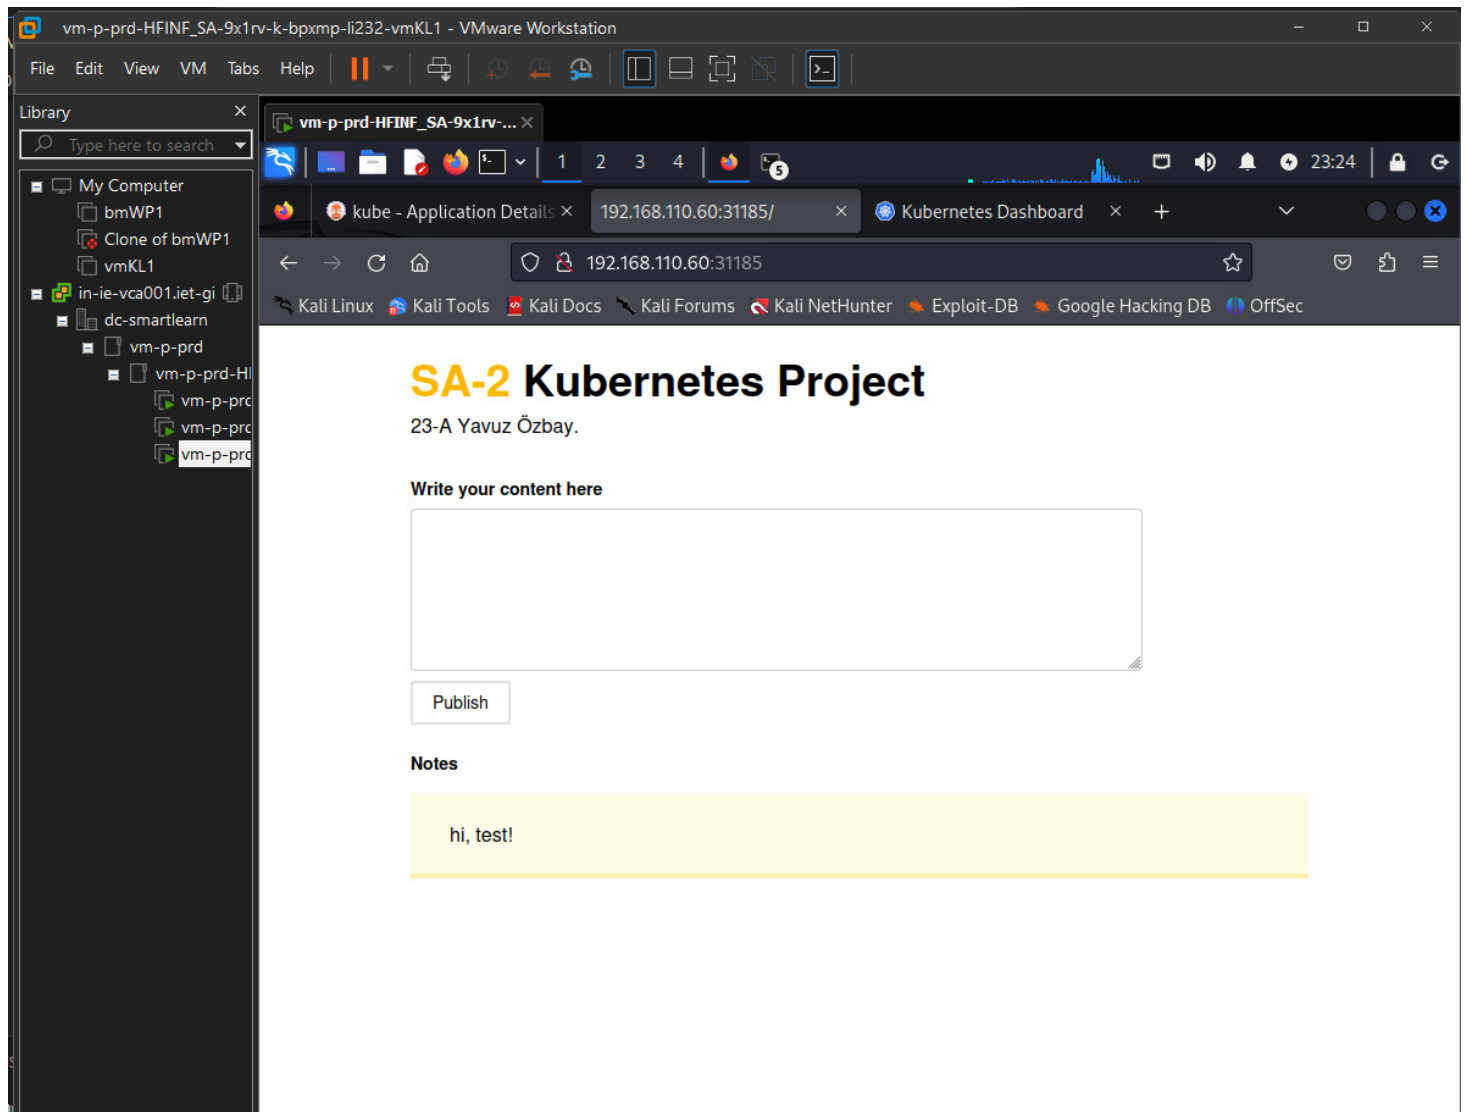 vm-p-prd-HFINF_SA-9x1rv-k-bpxmp-li232-vmKL1 - VMware Workstation
File Edit View VM Tabs Help
Library
Type here to search
My Computer
bmWP1
Clone of bmWP1
vmKL1
in-ie-vca001.iet-gi
dc-smartlearn
vm-p-prd
vm-p-prd-HI
vm-p-prd
vm-p-prd
vm-p-prd
vm-p-prd-HFINF_SA-9x1rv-...
1 2 3 4 5 23:24
kube - Application Details 192.168.110.60:31185/ Kubernetes Dashboard
192.168.110.60:31185
Kali Linux Kali Tools Kali Docs Kali Forums Kali NetHunter Exploit-DB Google Hacking DB OffSec
SA-2 Kubernetes Project
23-A Yavuz Özbay.
Write your content here
Publish
Notes
hi, test!